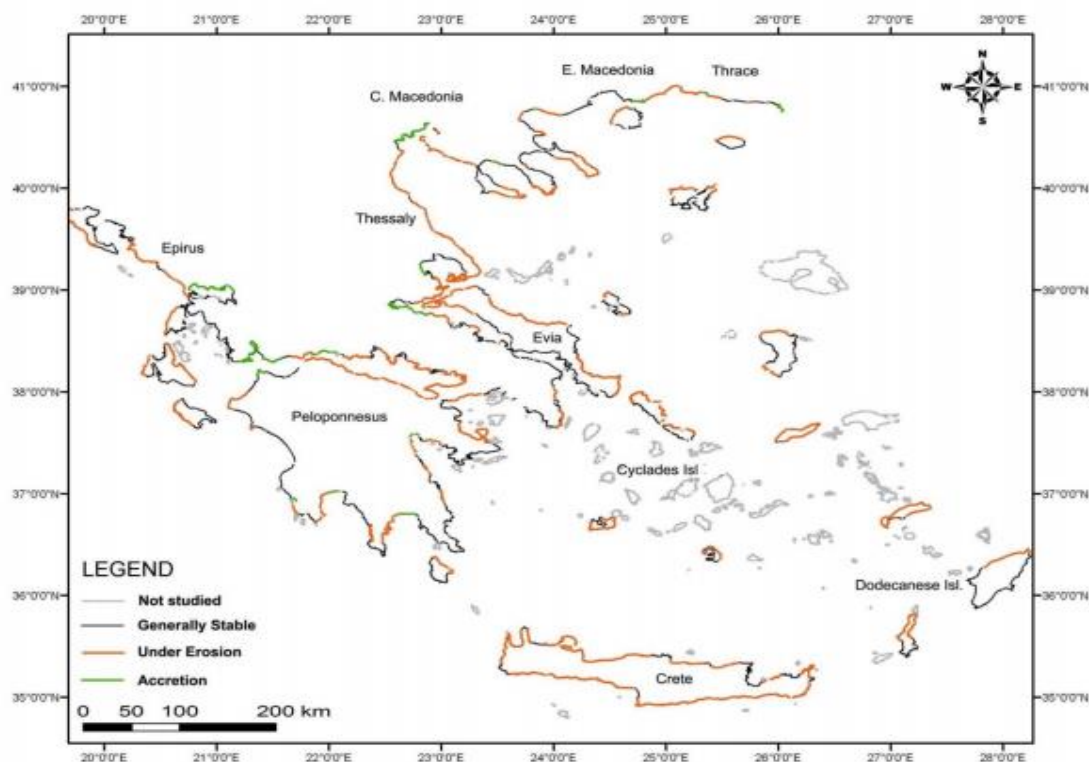 20°0'0"E 21°0'0"E 22°0'0"E 23°0'0"E 24°0'0"E 25°0'0"E 26°0'0"E 27°0'0"E 28°0'0"E
N
W E
S
E. Macedonia Thrace
C. Macedonia
41°0'0"N 41°0'0"N
40°0'0"N 40°0'0"N
Thessaly
Epirus
39°0'0"N 39°0'0"N
Evia
38°0'0"N 38°0'0"N
Peloponnesus
Cyclades Isl
37°0'0"N 37°0'0"N
Dodecanese Isl.
36°0'0"N 36°0'0"N
Crete
35°0'0"N 35°0'0"N
LEGEND
Not studied
Generally Stable
Under Erosion
Accretion
0 50 100 200 km
20°0'0"E 21°0'0"E 22°0'0"E 23°0'0"E 24°0'0"E 25°0'0"E 26°0'0"E 27°0'0"E 28°0'0"E